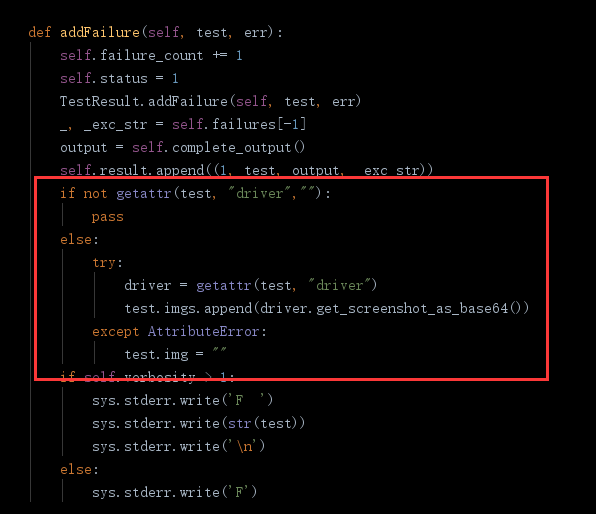 def addFailure(self, test, err):
    self.failure_count += 1
    self.status = 1
    TestResult.addFailure(self, test, err)
    _, _exc_str = self.failures[-1]
    output = self.complete_output()
    self.result.append((1, test, output, _exc_str))
    if not getattr(test, "driver",""):
        pass
    else:
        try:
            driver = getattr(test, "driver")
            test.imgs.append(driver.get_screenshot_as_base64())
        except AttributeError:
            test.img = ""
    if self.verbosity > 1:
        sys.stderr.write('F  ')
        sys.stderr.write(str(test))
        sys.stderr.write('\n')
    else:
        sys.stderr.write('F')